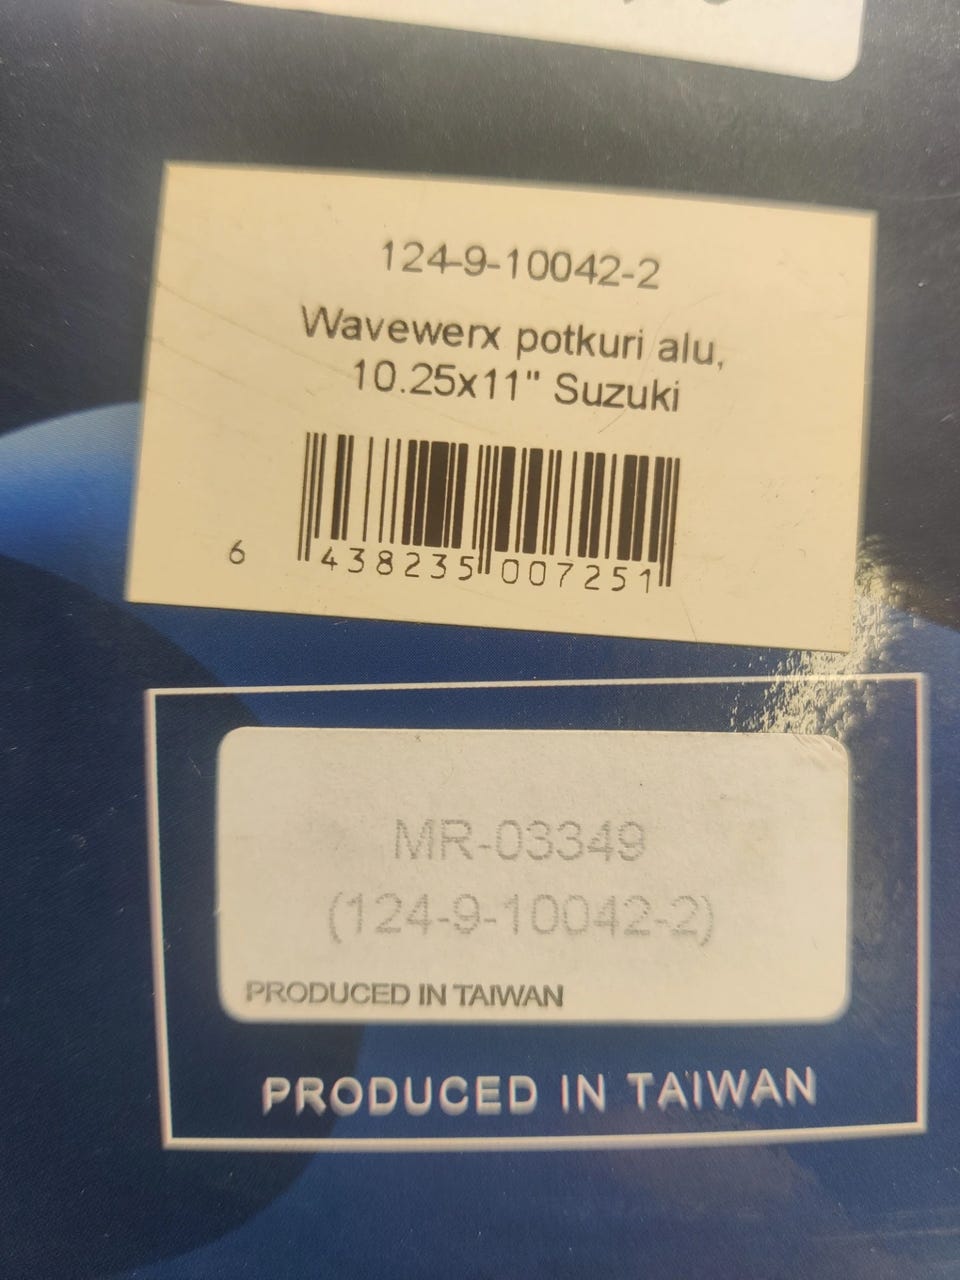 124-9-10042-2
Wavewerx potkuri alu,
10.25x11" Suzuki
6 438235 007251
MR-03349
(124-9-10042-2)
PRODUCED IN TAIWAN
PRODUCED IN TAIWAN